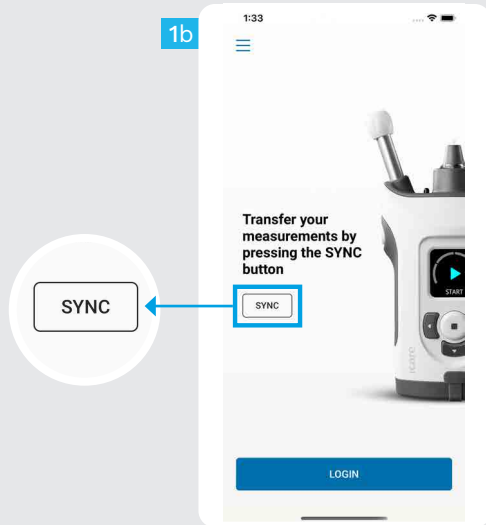 1b
1:33
Transfer your
measurements by
pressing the SYNC
button
SYNC
SYNC
START
icare
LOGIN